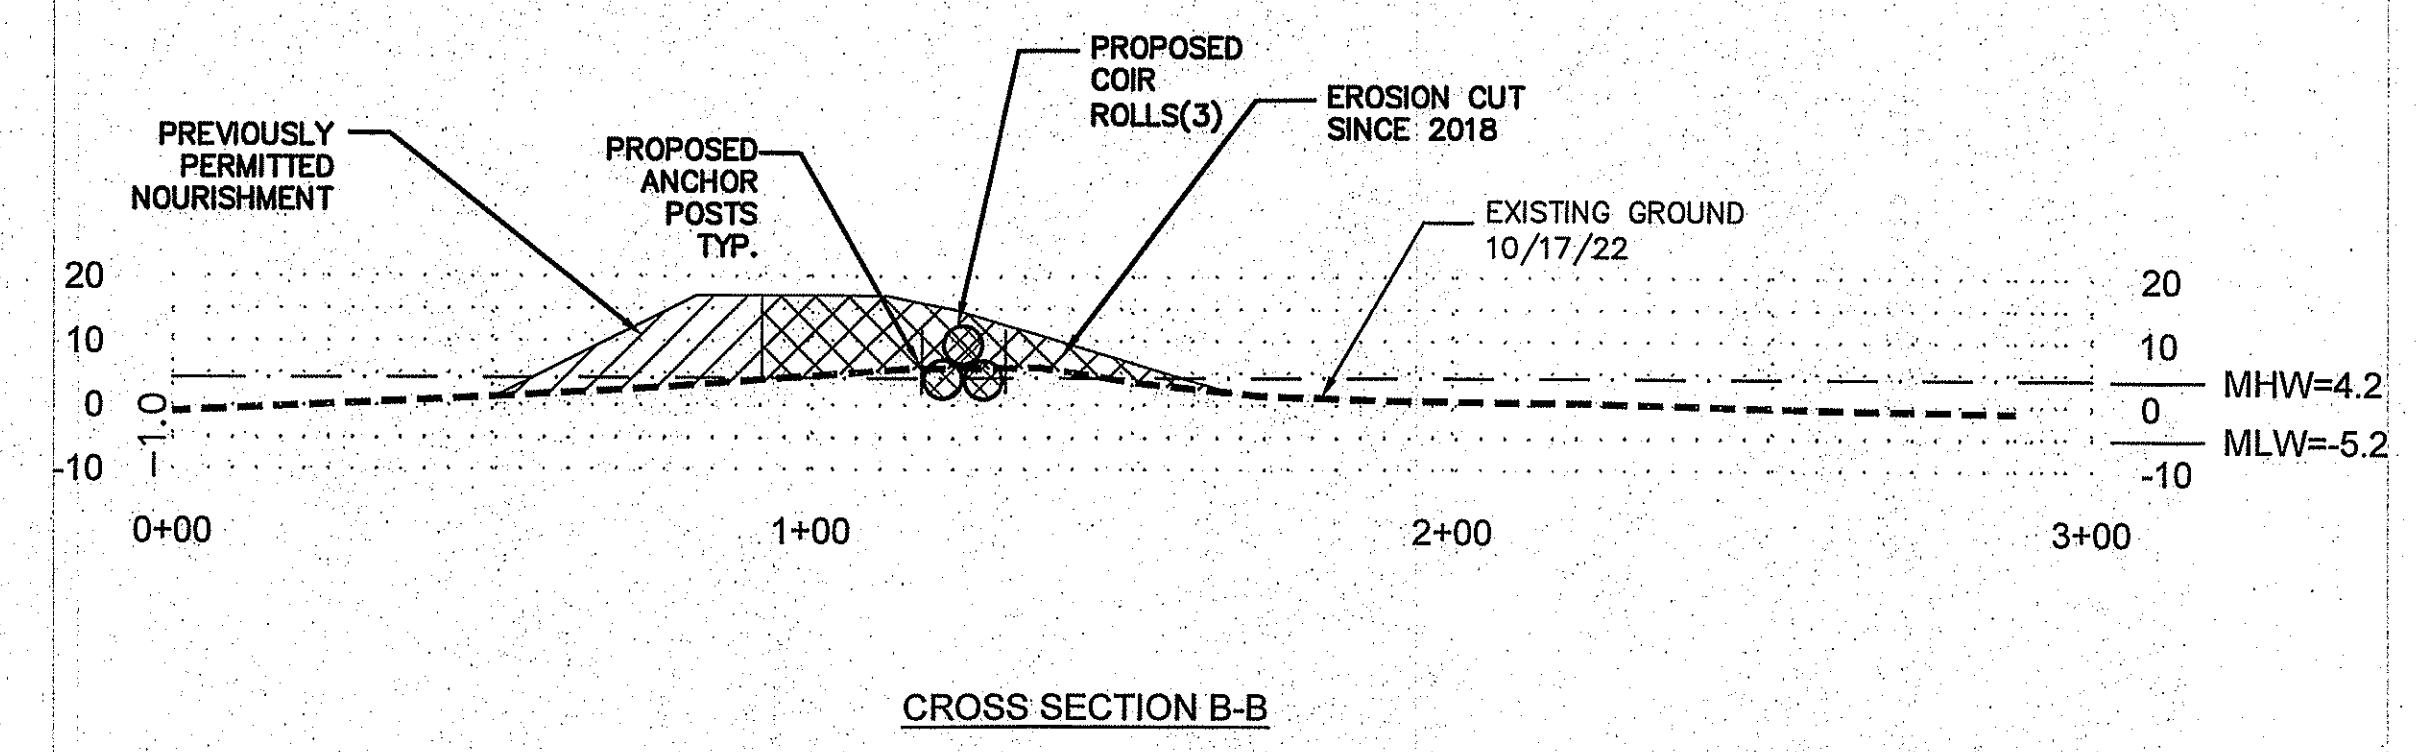 PROPOSED
COIR
ROLLS(3)
EROSION CUT
SINCE 2018
PREVIOUSLY
PERMITTED
NOURISHMENT
PROPOSED
ANCHOR
POSTS
TYP.
EXISTING GROUND
10/17/22
20
10
0
-10
-1.0
20
10
0
-10
MHW=4.2
MLW=-5.2
0+00
1+00
2+00
3+00
CROSS SECTION B-B